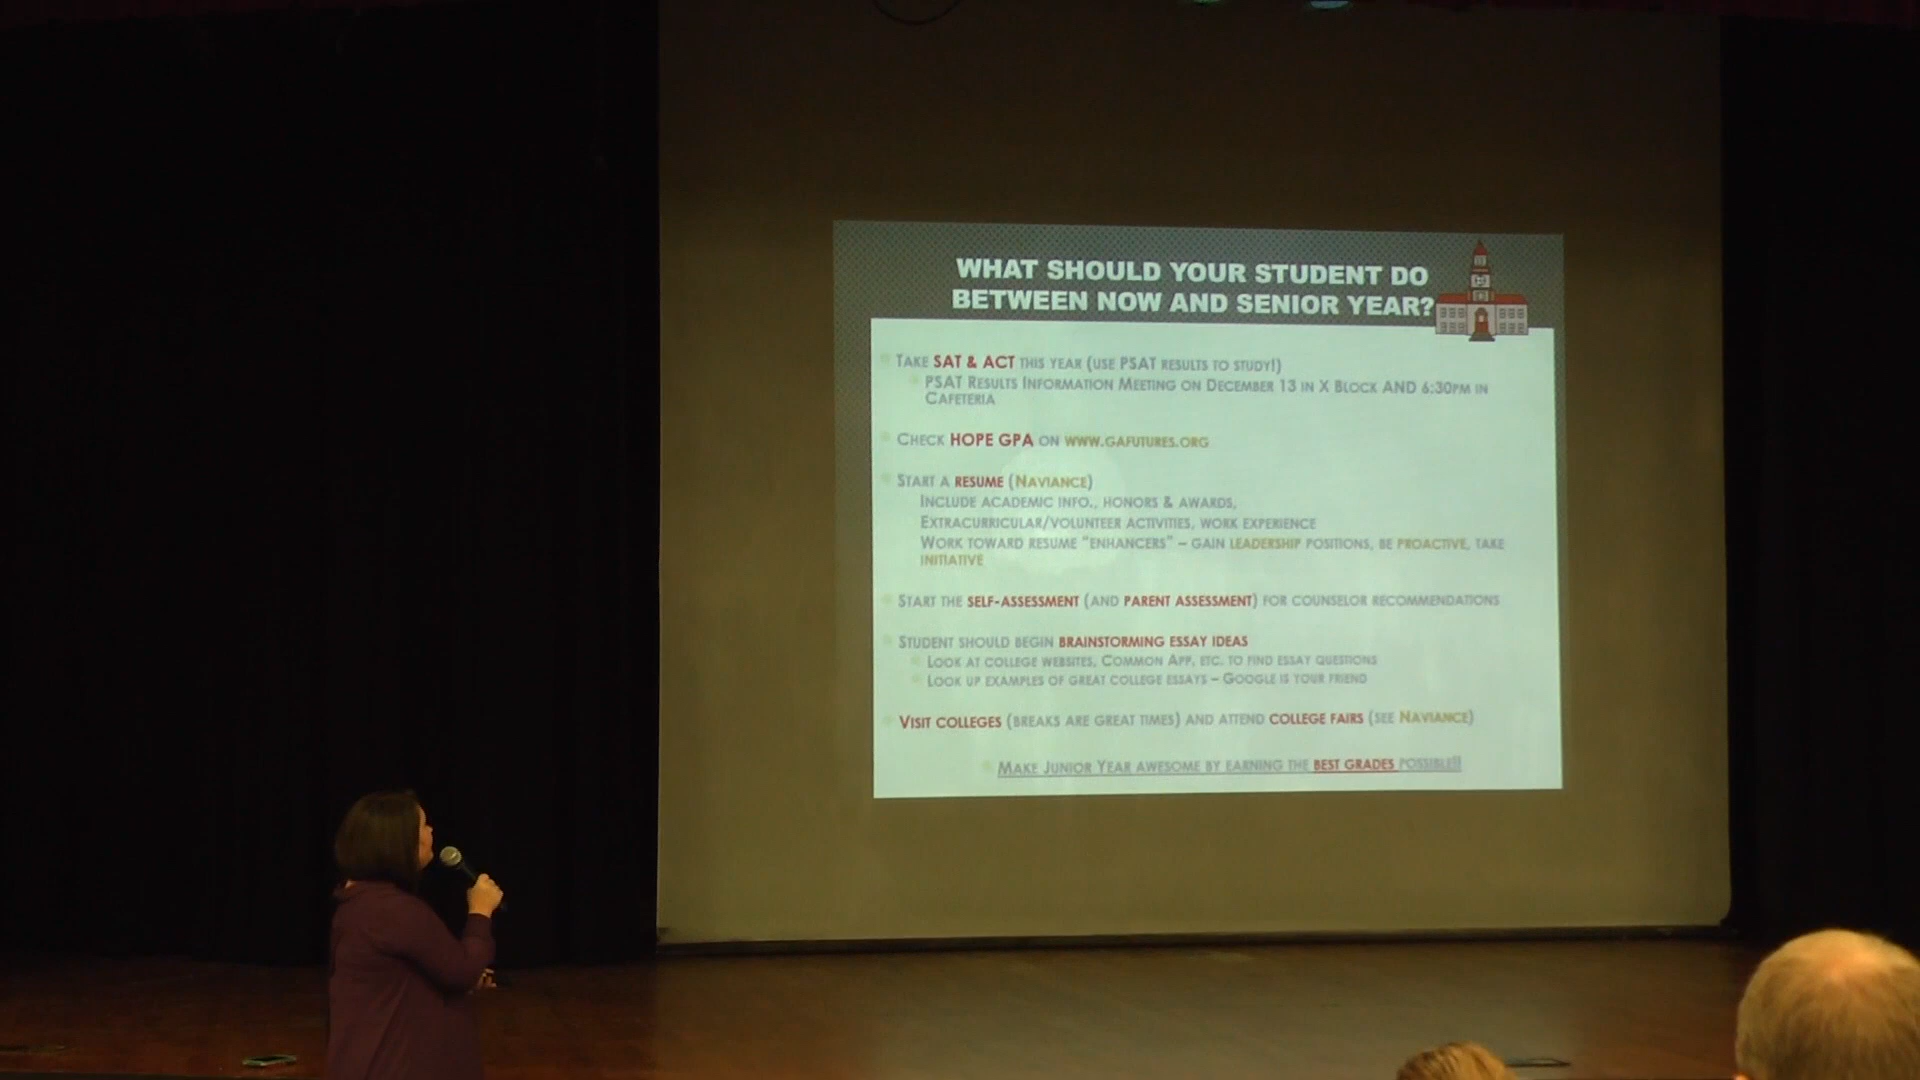 WHAT SHOULD YOUR STUDENT DO
BETWEEN NOW AND SENIOR YEAR?
TAKE SAT & ACT THIS YEAR (USE PSAT RESULTS TO STUDY!)
PSAT RESULTS INFORMATION MEETING ON DECEMBER 13 IN X BLOCK AND 6:30PM IN
CAFETERIA
CHECK HOPE GPA ON WWW.GAFUTURES.ORG
START A RESUME (NAVIANCE)
INCLUDE ACADEMIC INFO., HONORS & AWARDS,
EXTRACURRICULAR/VOLUNTEER ACTIVITIES, WORK EXPERIENCE
WORK TOWARD RESUME "ENHANCERS" – GAIN LEADERSHIP POSITIONS, BE PROACTIVE, TAKE
INITIATIVE
START THE SELF-ASSESSMENT (AND PARENT ASSESSMENT) FOR COUNSELOR RECOMMENDATIONS
STUDENT SHOULD BEGIN BRAINSTORMING ESSAY IDEAS
LOOK AT COLLEGE WEBSITES, COMMON APP, ETC. TO FIND ESSAY QUESTIONS
LOOK UP EXAMPLES OF GREAT COLLEGE ESSAYS – GOOGLE IS YOUR FRIEND
VISIT COLLEGES (BREAKS ARE GREAT TIMES) AND ATTEND COLLEGE FAIRS (SEE NAVIANCE)
MAKE JUNIOR YEAR AWESOME BY EARNING THE BEST GRADES POSSIBLE!!